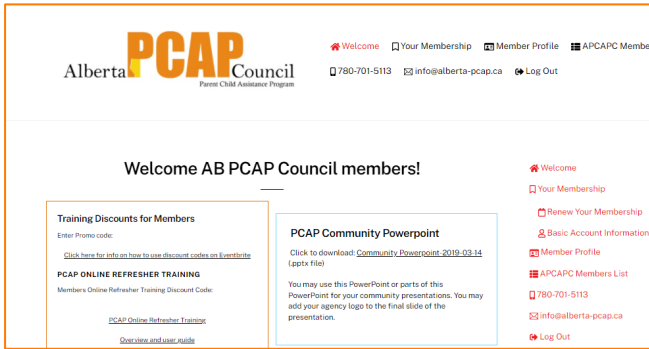 Alberta PCAP Council
Parent Child Assistance Program
Welcome Your Membership Member Profile APCAPC Membe
780-701-5113 info@alberta-pcap.ca Log Out
Welcome AB PCAP Council members!
Training Discounts for Members
Enter Promo code:
Click here for info on how to use discount codes on Eventbrite
PCAP ONLINE REFRESHER TRAINING
Members Online Refresher Training Discount Code:
PCAP Online Refresher Training
Overview and user guide
PCAP Community Powerpoint
Click to download: Community Powerpoint-2019-03-14
(.pptx file)
You may use this PowerPoint or parts of this
PowerPoint for your community presentations. You may
add your agency logo to the final slide of the
presentation.
Welcome
Your Membership
Renew Your Membership
Basic Account Information
Member Profile
APCAPC Members List
780-701-5113
info@alberta-pcap.ca
Log Out